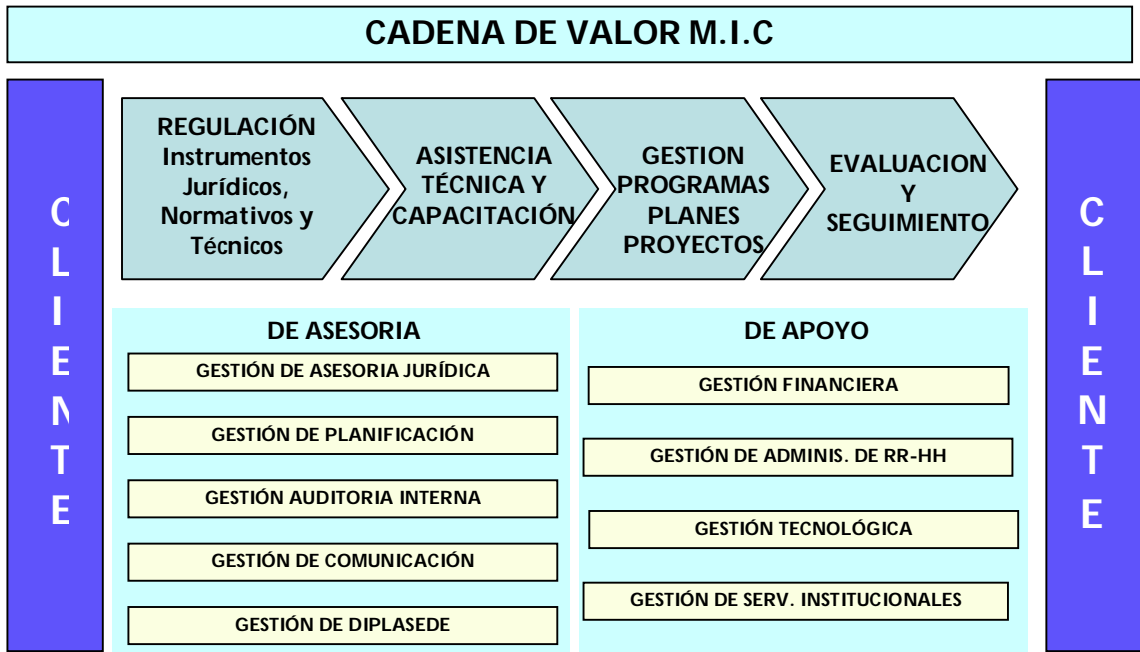 CADENA DE VALOR M.I.C
CLIENTE
REGULACIÓN
Instrumentos
Jurídicos,
Normativos y
Técnicos
ASISTENCIA
TÉCNICA Y
CAPACITACIÓN
GESTION
PROGRAMAS
PLANES
PROYECTOS
EVALUACION
Y
SEGUIMIENTO
CLIENTE
DE ASESORIA
GESTIÓN DE ASESORIA JURÍDICA
GESTIÓN DE PLANIFICACIÓN
GESTIÓN AUDITORIA INTERNA
GESTIÓN DE COMUNICACIÓN
GESTIÓN DE DIPLASEDE
DE APOYO
GESTIÓN FINANCIERA
GESTIÓN DE ADMINIS. DE RR-HH
GESTIÓN TECNOLÓGICA
GESTIÓN DE SERV. INSTITUCIONALES